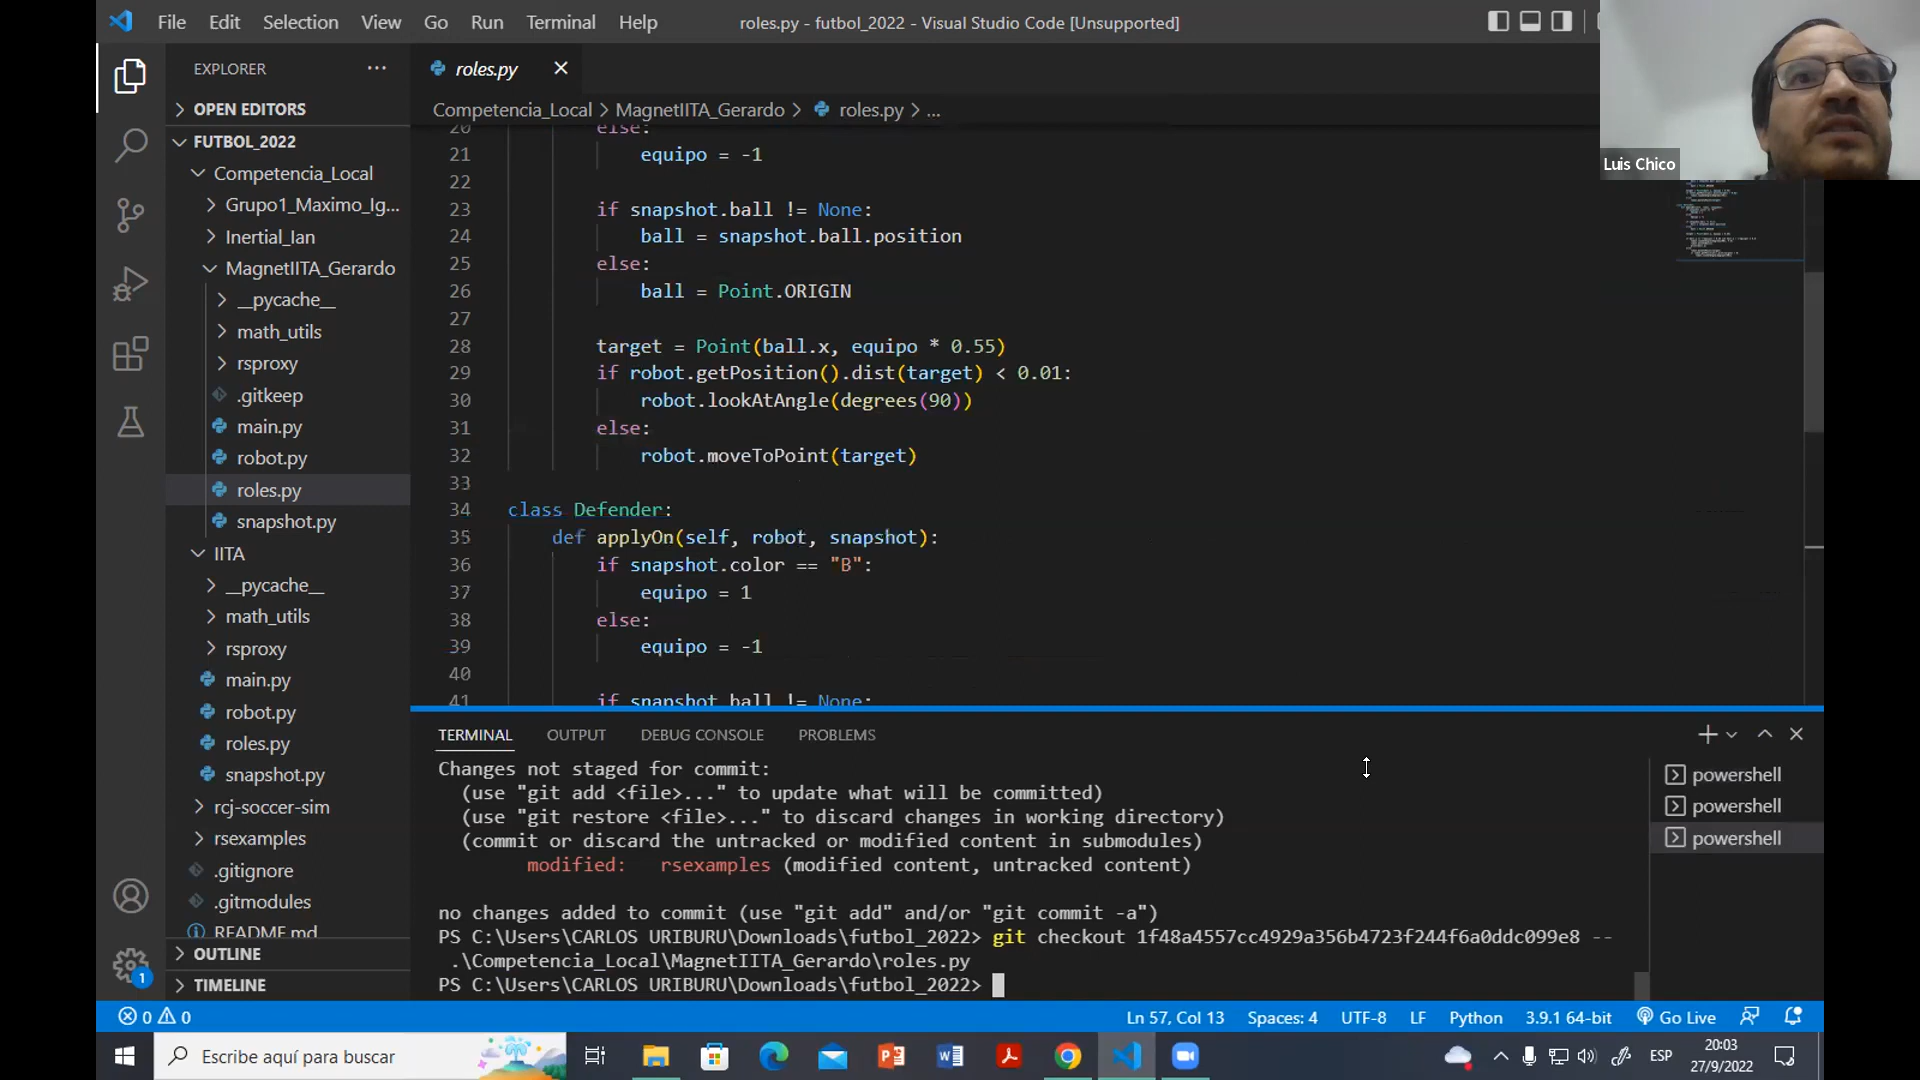 File Edit Selection View Go Run Terminal Help
roles.py - futbol_2022 - Visual Studio Code [Unsupported]
Luis Chico
EXPLORER
OPEN EDITORS
FUTBOL_2022
Competencia_Local
Grupo1_Maximo_Ig...
Inertial_Ian
MagnetIITA_Gerardo
__pycache__
math_utils
rsproxy
.gitkeep
main.py
robot.py
roles.py
snapshot.py
IITA
__pycache__
math_utils
rsproxy
main.py
robot.py
roles.py
snapshot.py
rcj-soccer-sim
rsexamples
.gitignore
.gitmodules
README.md
OUTLINE
TIMELINE
1
roles.py
Competencia_Local > MagnetIITA_Gerardo > roles.py > ...
20 else:
21 equipo = -1
22
23 if snapshot.ball != None:
24 ball = snapshot.ball.position
25 else:
26 ball = Point.ORIGIN
27
28 target = Point(ball.x, equipo * 0.55)
29 if robot.getPosition().dist(target) < 0.01:
30 robot.lookAtAngle(degrees(90))
31 else:
32 robot.moveToPoint(target)
33
34 class Defender:
35 def applyOn(self, robot, snapshot):
36 if snapshot.color == "B":
37 equipo = 1
38 else:
39 equipo = -1
40
41 if snapshot.ball != None:
TERMINAL OUTPUT DEBUG CONSOLE PROBLEMS
Changes not staged for commit:
(use "git add <file>..." to update what will be committed)
(use "git restore <file>..." to discard changes in working directory)
(commit or discard the untracked or modified content in submodules)
modified: rsexamples (modified content, untracked content)
no changes added to commit (use "git add" and/or "git commit -a")
PS C:\Users\CARLOS URIBURU\Downloads\futbol_2022> git checkout 1f48a4557cc4929a356b4723f244f6a0ddc099e8 --
.\Competencia_Local\MagnetIITA_Gerardo\roles.py
PS C:\Users\CARLOS URIBURU\Downloads\futbol_2022>
powershell
powershell
powershell
0 0
Ln 57, Col 13 Spaces: 4 UTF-8 LF Python 3.9.1 64-bit Go Live
Escribe aquí para buscar
ESP
20:03
27/9/2022